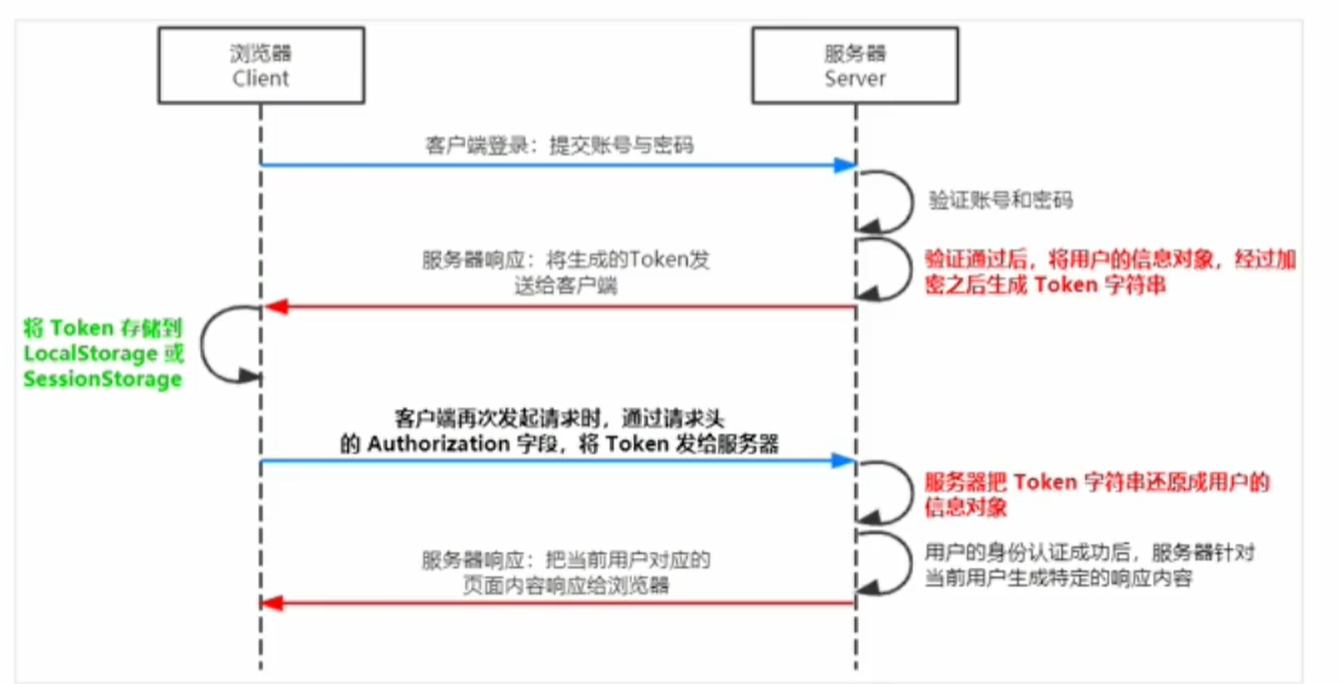 浏览器
Client
服务器
Server
客户端登录：提交账号与密码
验证账号和密码
验证通过后，将用户的信息对象，经过加
密之后生成 Token 字符串
服务器响应：将生成的Token发
送给客户端
将 Token 存储到
LocalStorage 或
SessionStorage
客户端再次发起请求时，通过请求头
的 Authorization 字段，将 Token 发给服务器
服务器把 Token 字符串还原成用户的
信息对象
用户的身份认证成功后，服务器针对
当前用户生成特定的响应内容
服务器响应：把当前用户对应的
页面内容响应给浏览器